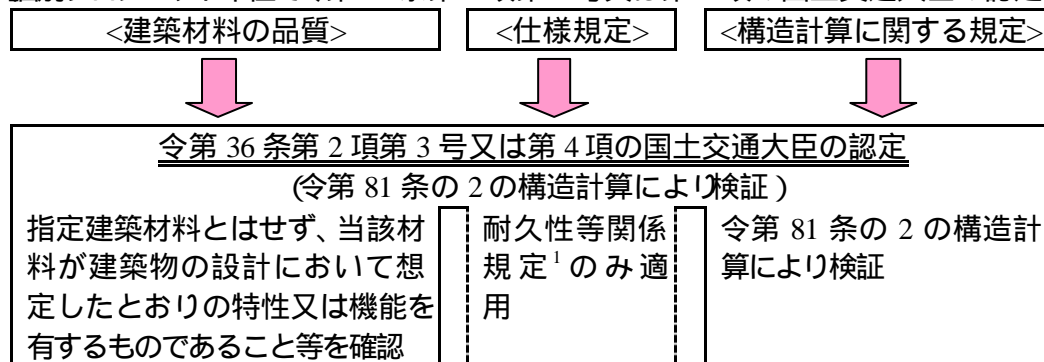 <建築材料の品質>
<仕様規定>
<構造計算に関する規定>
令第 36 条第 2 項第 3 号又は第 4 項の国土交通大臣の認定
(令第 81 条の 2 の構造計算により検証)
指定建築材料とはせず、当該材
料が建築物の設計において想
定したとおりの特性又は機能を
有するものであること等を確認
耐久性等関係
規定1のみ適
用
令第 81 条の 2 の構造計
算により検証